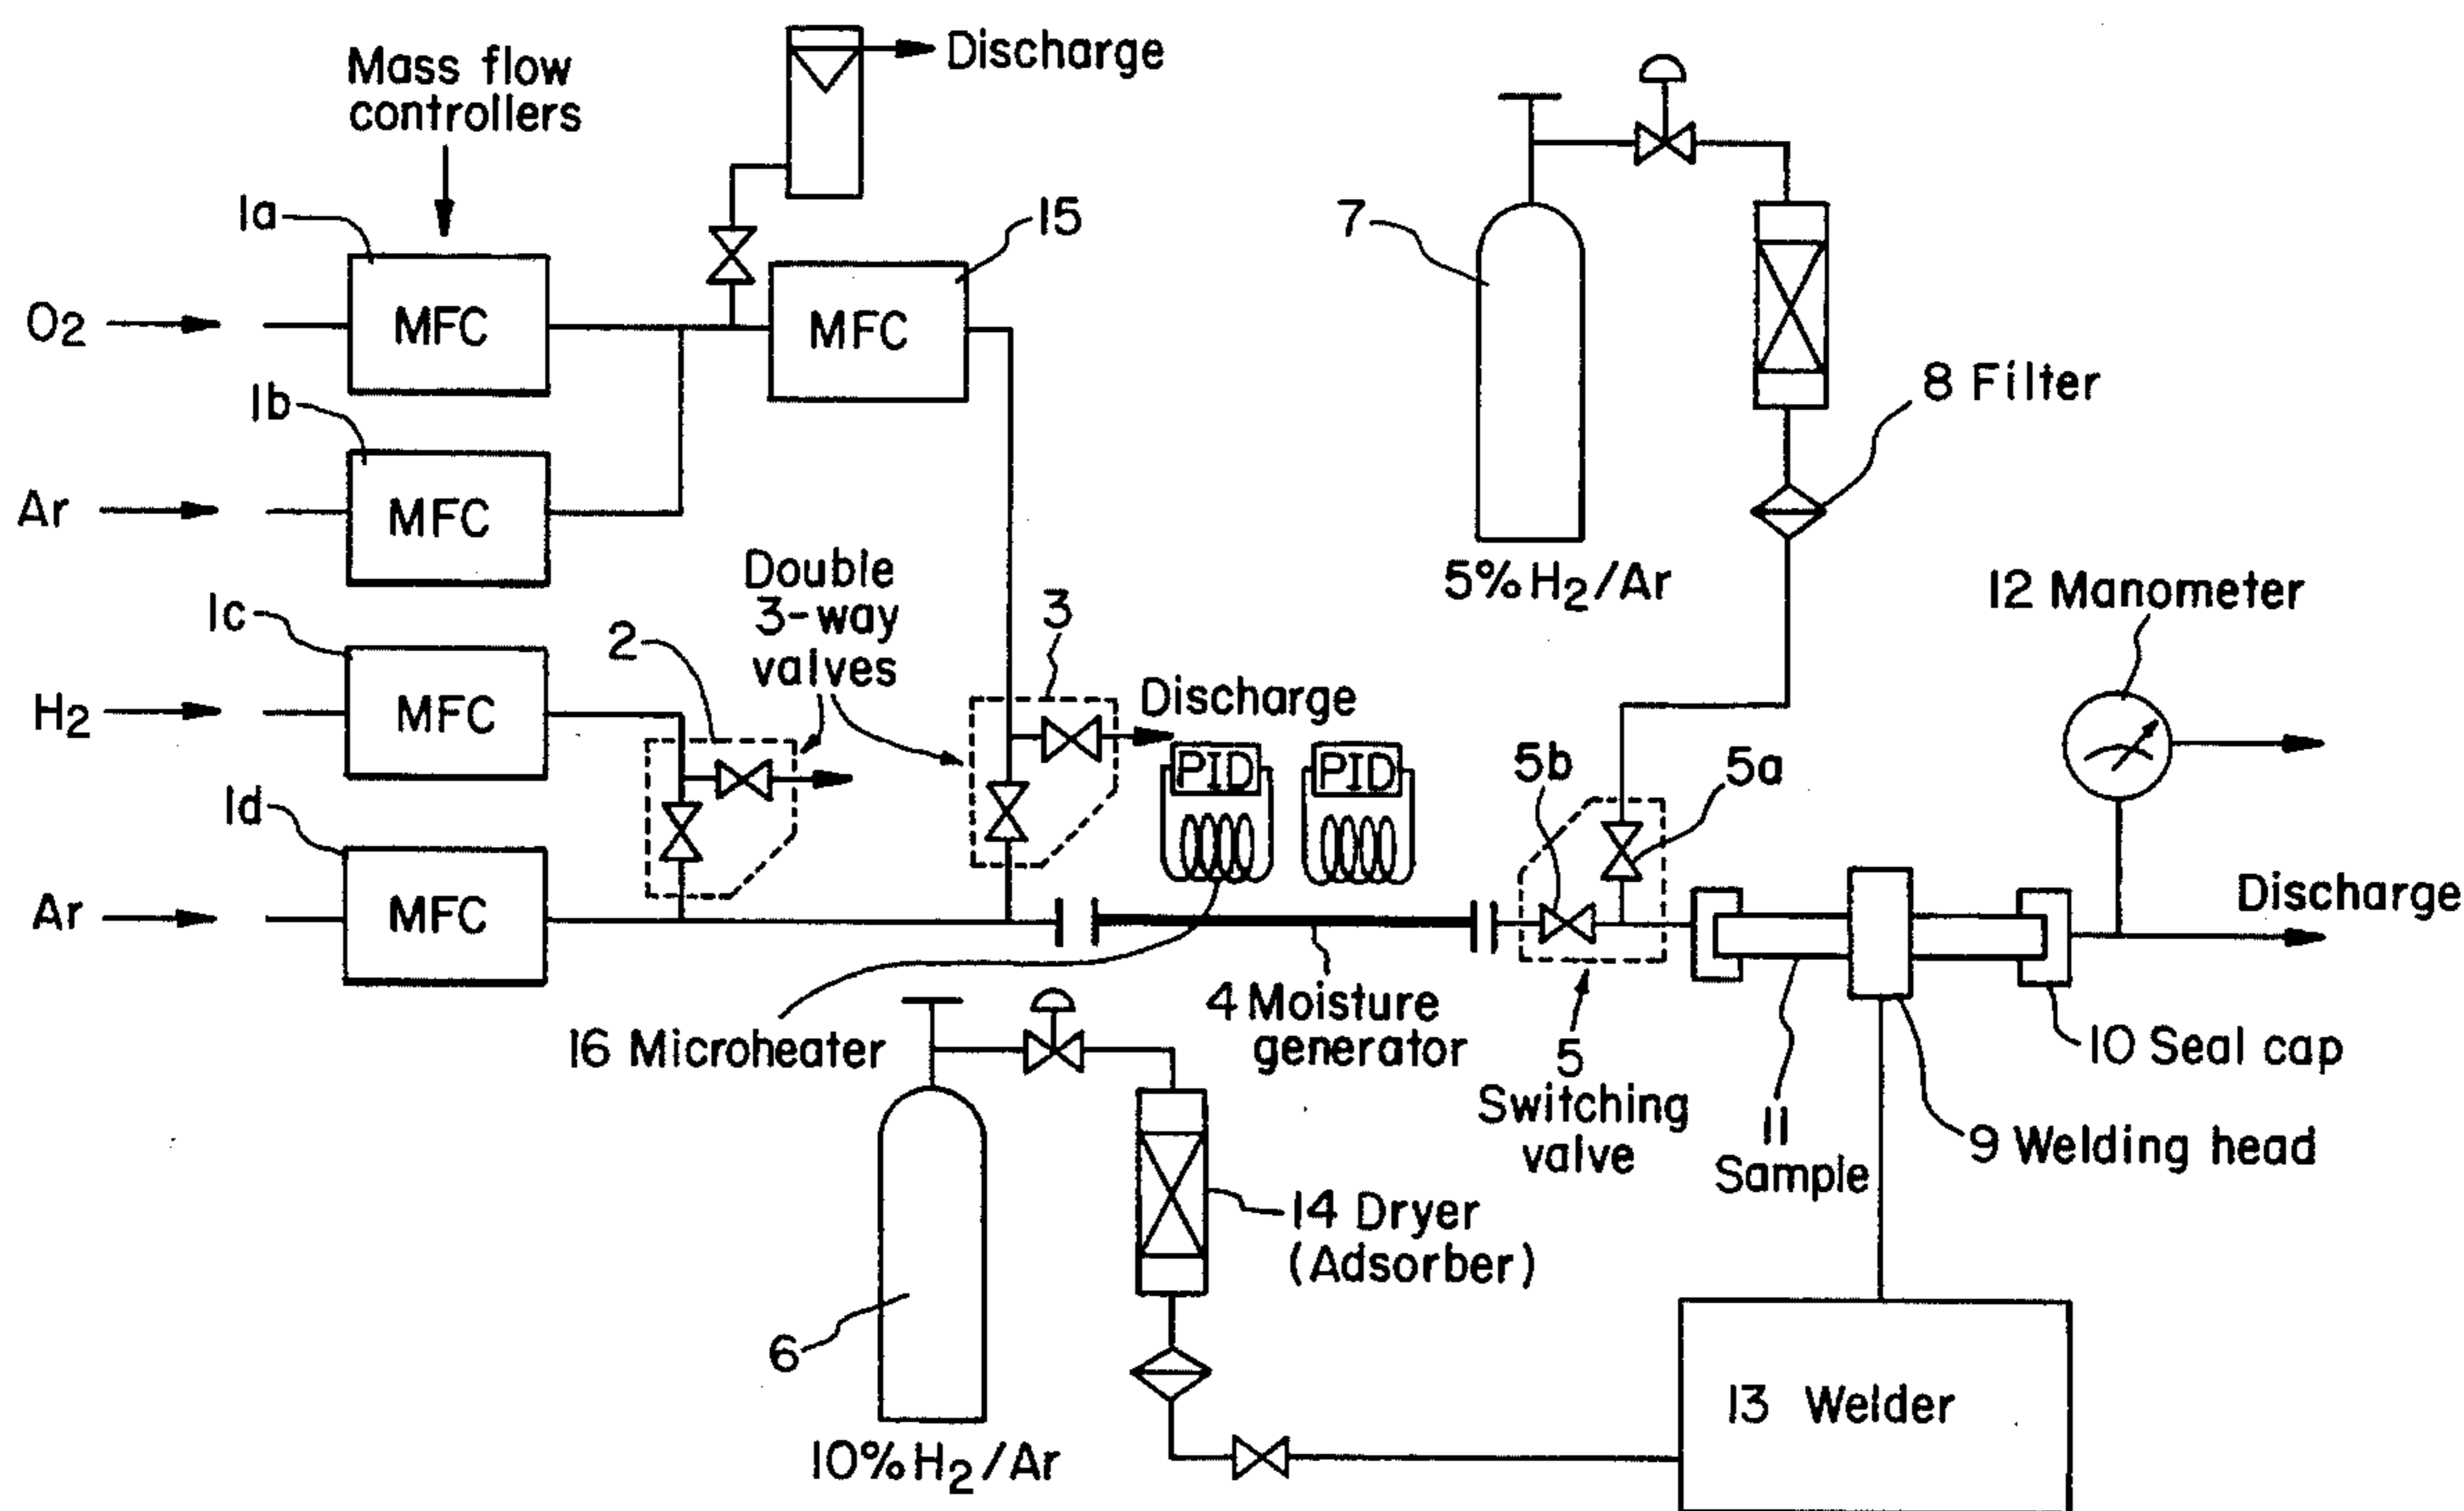 Mass flow
controllers
Discharge
1a
15
7
O2
MFC
MFC
8 Filter
1b
Ar
MFC
5% H2/Ar
Double
3-way
valves
12 Manometer
1c
2
3
H2
MFC
Discharge
PID
PID
5b
5a
1d
Ar
MFC
Discharge
16 Microheater
4 Moisture
generator
5
Switching
valve
11
Sample
10 Seal cap
9 Welding head
14 Dryer
(Adsorber)
6
10% H2/Ar
13 Welder